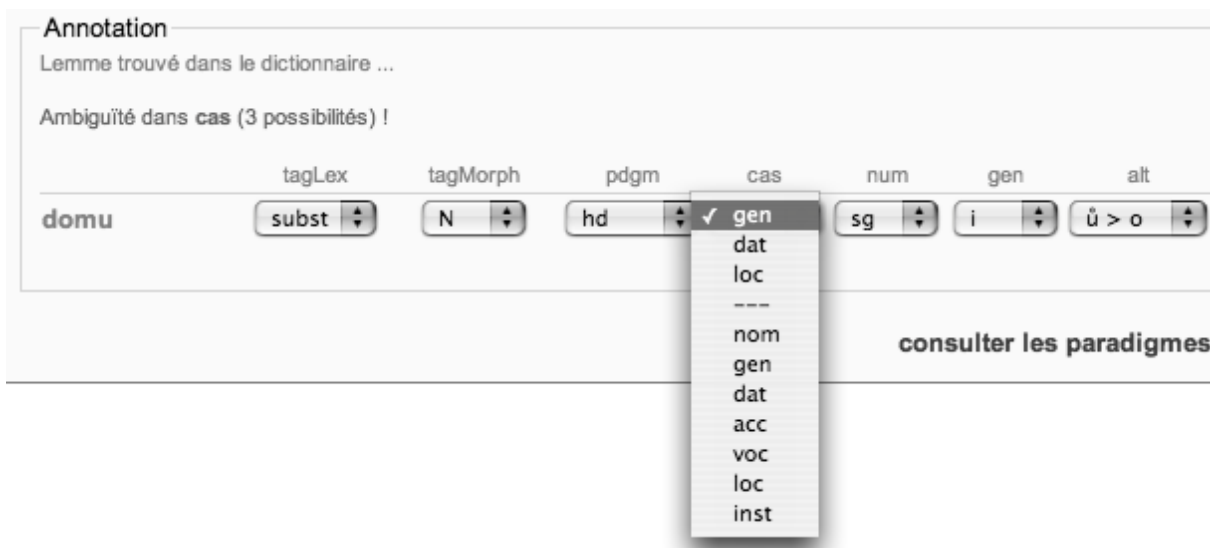 Annotation
Lemme trouvé dans le dictionnaire ...
Ambiguïté dans cas (3 possibilités) !
tagLex tagMorph pdgm cas num gen alt
domu subst N hd ✓ gen sg i ů > o
dat
loc
---
nom
gen
dat
acc
voc
loc
inst
consulter les paradigmes